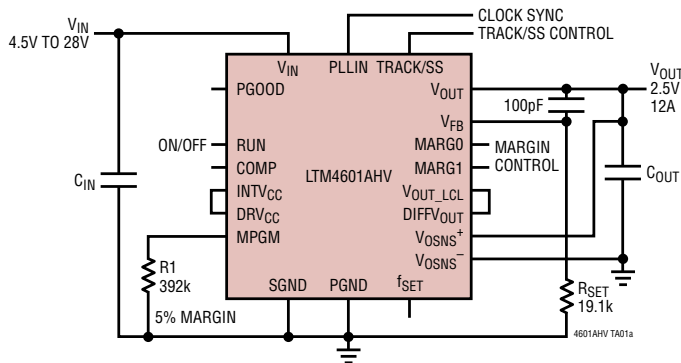 CLOCK SYNC
TRACK/SS CONTROL
VIN
4.5V TO 28V
VIN
PLLIN
TRACK/SS
PGOOD
VOUT
VOUT
2.5V
12A
100pF
VFB
ON/OFF
RUN
MARG0
MARGIN
CONTROL
COMP
MARG1
LTM4601AHV
CIN
INTVCC
VOUT_LCL
COUT
DRVCC
DIFFVOUT
MPGM
VOSNS+
VOSNS–
R1
392k
SGND
PGND
fSET
RSET
19.1k
5% MARGIN
4601AHV TA01a